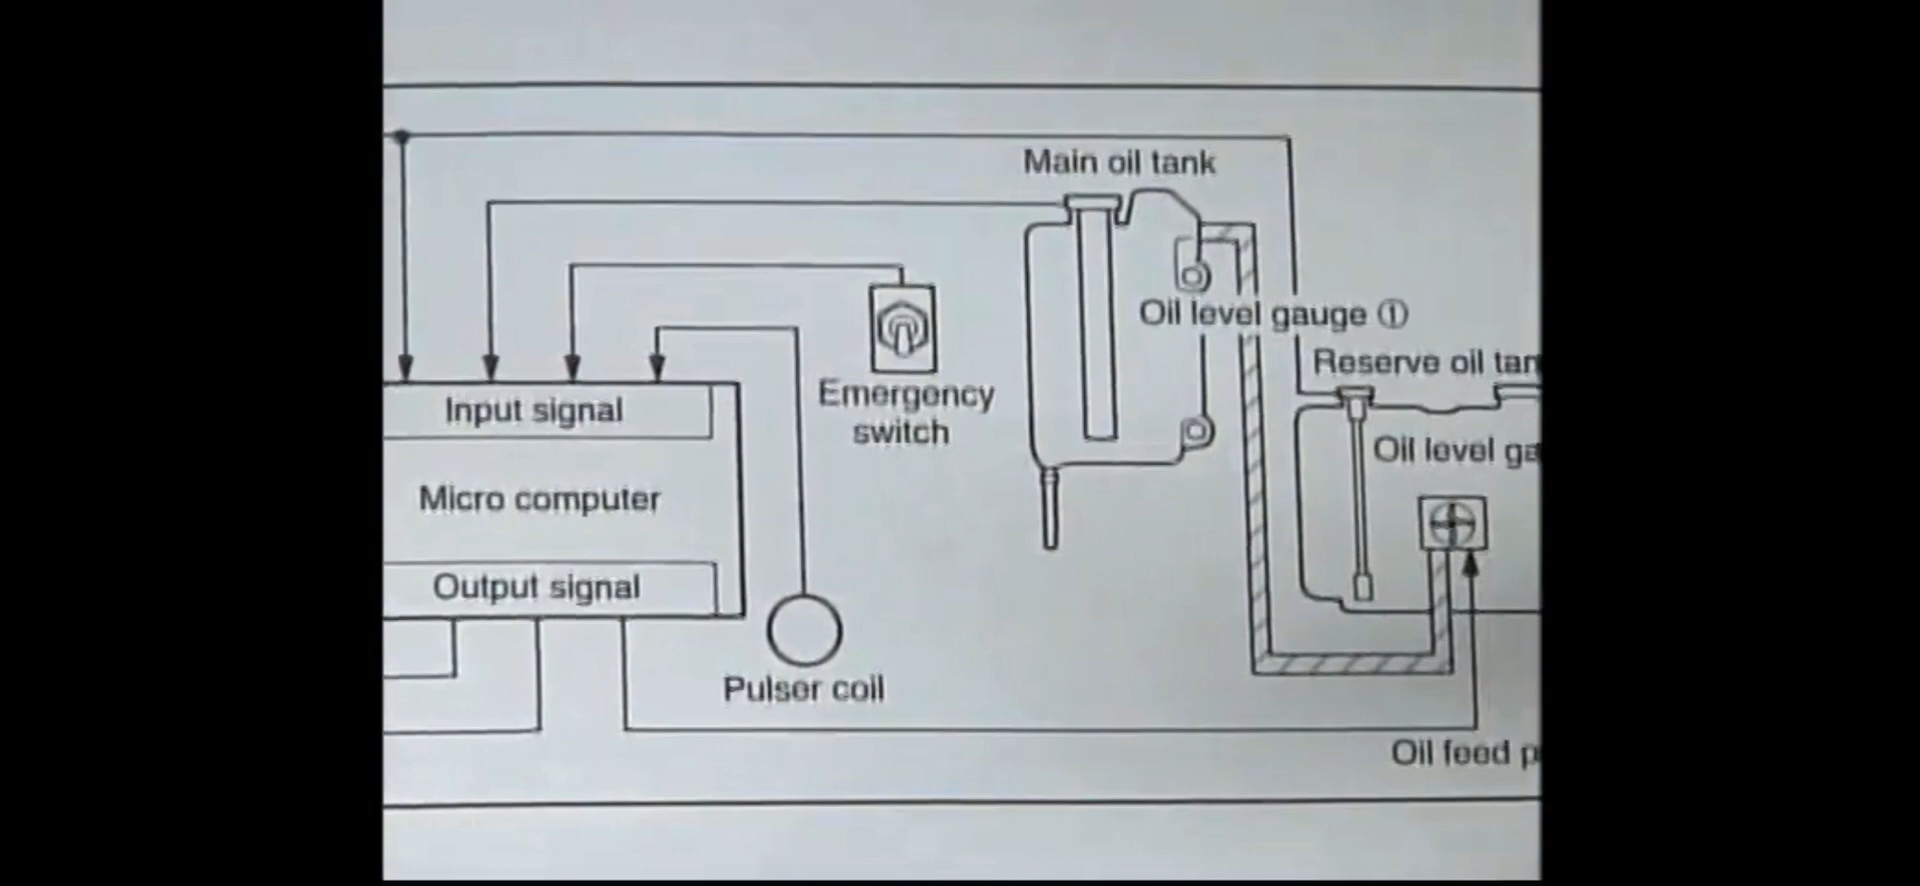 Main oil tank
Oil level gauge ①
Reserve oil tan
Emergency
switch
Input signal
Oil level ga
Micro computer
Output signal
Pulser coil
Oil feed p